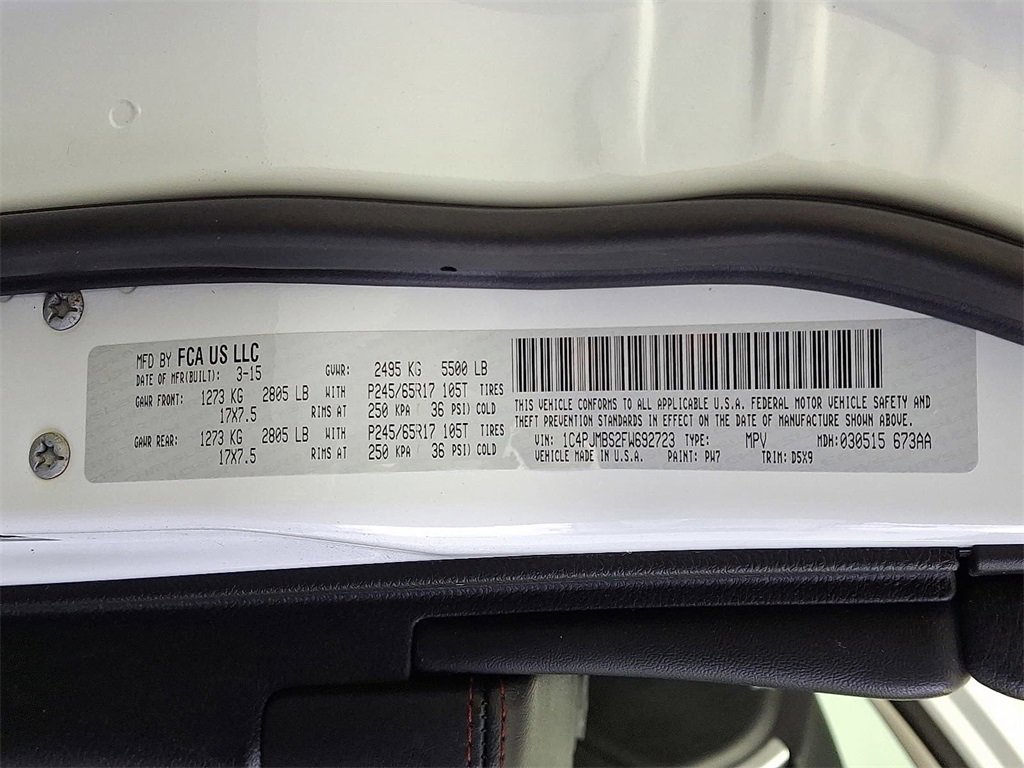 MFD BY FCA US LLC
DATE OF MFR(BUILT): 3-15
GVWR: 2495 KG 5500 LB
GAWR FRONT: 1273 KG 2805 LB WITH P245/65R17 105T TIRES
17X7.5 RIMS AT 250 KPA ( 36 PSI) COLD
GAWR REAR: 1273 KG 2805 LB WITH P245/65R17 105T TIRES
17X7.5 RIMS AT 250 KPA ( 36 PSI) COLD
THIS VEHICLE CONFORMS TO ALL APPLICABLE U.S.A. FEDERAL MOTOR VEHICLE SAFETY AND
THEFT PREVENTION STANDARDS IN EFFECT ON THE DATE OF MANUFACTURE SHOWN ABOVE.
VIN: 1C4PJMBS2FW692723 TYPE: MPV MDH: 030515 673AA
VEHICLE MADE IN U.S.A. PAINT: PW7 TRIM: D5X9